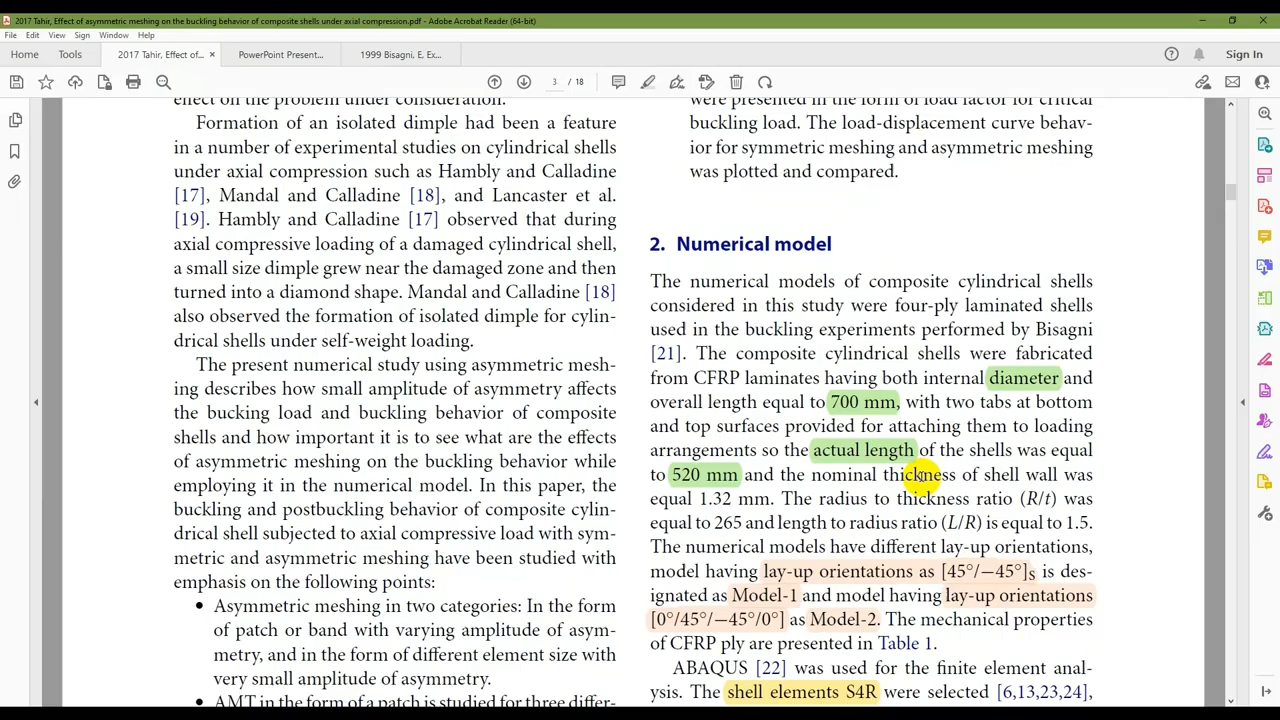 2017 Tahir, Effect of asymmetric meshing on the buckling behavior of composite shells under axial compression.pdf - Adobe Acrobat Reader (64-bit)
File Edit View Sign Window Help
Home Tools 2017 Tahir, Effect of... × PowerPoint Present... 1999 Bisagni, E, Ex... Sign In
3 / 18
effect on the problem under consideration.
Formation of an isolated dimple had been a feature
in a number of experimental studies on cylindrical shells
under axial compression such as Hambly and Calladine
[17], Mandal and Calladine [18], and Lancaster et al.
[19]. Hambly and Calladine [17] observed that during
axial compressive loading of a damaged cylindrical shell,
a small size dimple grew near the damaged zone and then
turned into a diamond shape. Mandal and Calladine [18]
also observed the formation of isolated dimple for cylin-
drical shells under self-weight loading.
The present numerical study using asymmetric mesh-
ing describes how small amplitude of asymmetry affects
the bucking load and buckling behavior of composite
shells and how important it is to see what are the effects
of asymmetric meshing on the buckling behavior while
employing it in the numerical model. In this paper, the
buckling and postbuckling behavior of composite cylin-
drical shell subjected to axial compressive load with sym-
metric and asymmetric meshing have been studied with
emphasis on the following points:
• Asymmetric meshing in two categories: In the form
of patch or band with varying amplitude of asym-
metry, and in the form of different element size with
very small amplitude of asymmetry.
• AMT in the form of a patch is studied for three differ-
were presented in the form of load factor for critical
buckling load. The load-displacement curve behav-
ior for symmetric meshing and asymmetric meshing
was plotted and compared.
2. Numerical model
The numerical models of composite cylindrical shells
considered in this study were four-ply laminated shells
used in the buckling experiments performed by Bisagni
[21]. The composite cylindrical shells were fabricated
from CFRP laminates having both internal diameter and
overall length equal to 700 mm, with two tabs at bottom
and top surfaces provided for attaching them to loading
arrangements so the actual length of the shells was equal
to 520 mm and the nominal thickness of shell wall was
equal 1.32 mm. The radius to thickness ratio (R/t) was
equal to 265 and length to radius ratio (L/R) is equal to 1.5.
The numerical models have different lay-up orientations,
model having lay-up orientations as [45°/−45°]S is des-
ignated as Model-1 and model having lay-up orientations
[0°/45°/−45°/0°] as Model-2. The mechanical properties
of CFRP ply are presented in Table 1.
ABAQUS [22] was used for the finite element anal-
ysis. The shell elements S4R were selected [6,13,23,24],